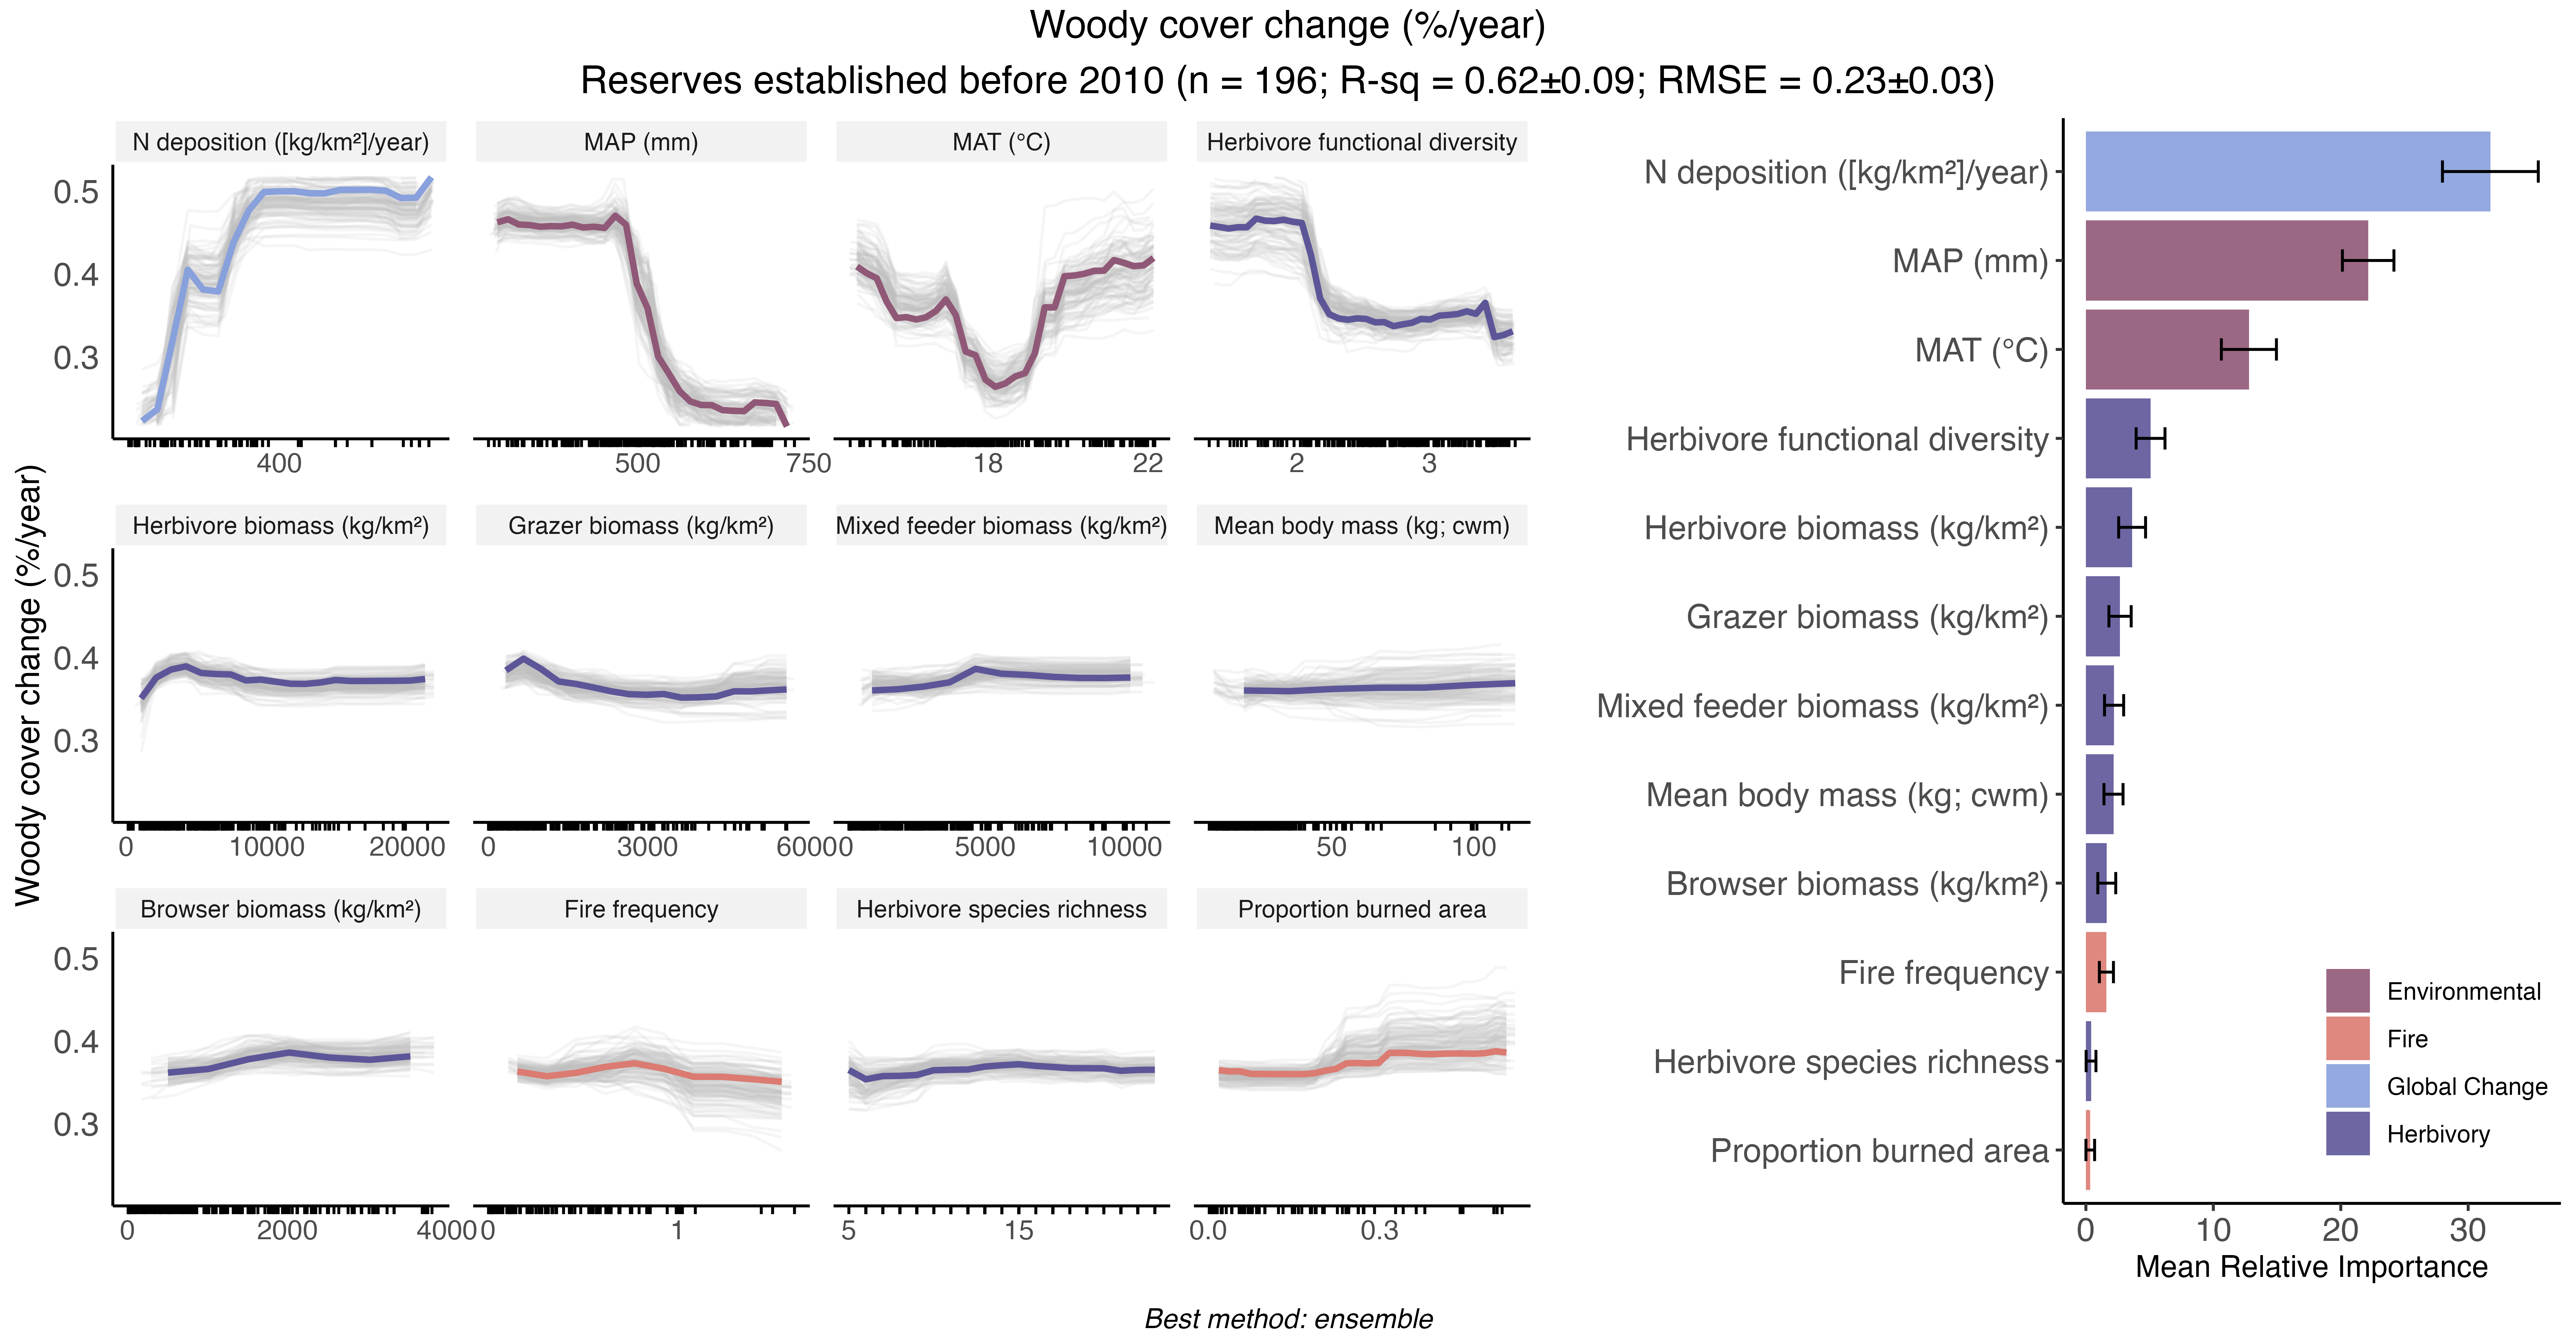 Woody cover change (%/year)
Reserves established before 2010 (n = 196; R-sq = 0.62±0.09; RMSE = 0.23±0.03)
Woody cover change (%/year)
N deposition ([kg/km²]/year)
MAP (mm)
MAT (°C)
Herbivore functional diversity
0.5
0.4
0.3
400
500
750
18
22
2
3
Herbivore biomass (kg/km²)
Grazer biomass (kg/km²)
Mixed feeder biomass (kg/km²)
Mean body mass (kg; cwm)
0.5
0.4
0.3
0
10000
20000
0
3000
6000
0
5000
10000
50
100
Browser biomass (kg/km²)
Fire frequency
Herbivore species richness
Proportion burned area
0.5
0.4
0.3
0
2000
4000
0
1
5
15
0.0
0.3
N deposition ([kg/km²]/year)
MAP (mm)
MAT (°C)
Herbivore functional diversity
Herbivore biomass (kg/km²)
Grazer biomass (kg/km²)
Mixed feeder biomass (kg/km²)
Mean body mass (kg; cwm)
Browser biomass (kg/km²)
Fire frequency
Herbivore species richness
Proportion burned area
Environmental
Fire
Global Change
Herbivory
0
10
20
30
Mean Relative Importance
Best method: ensemble